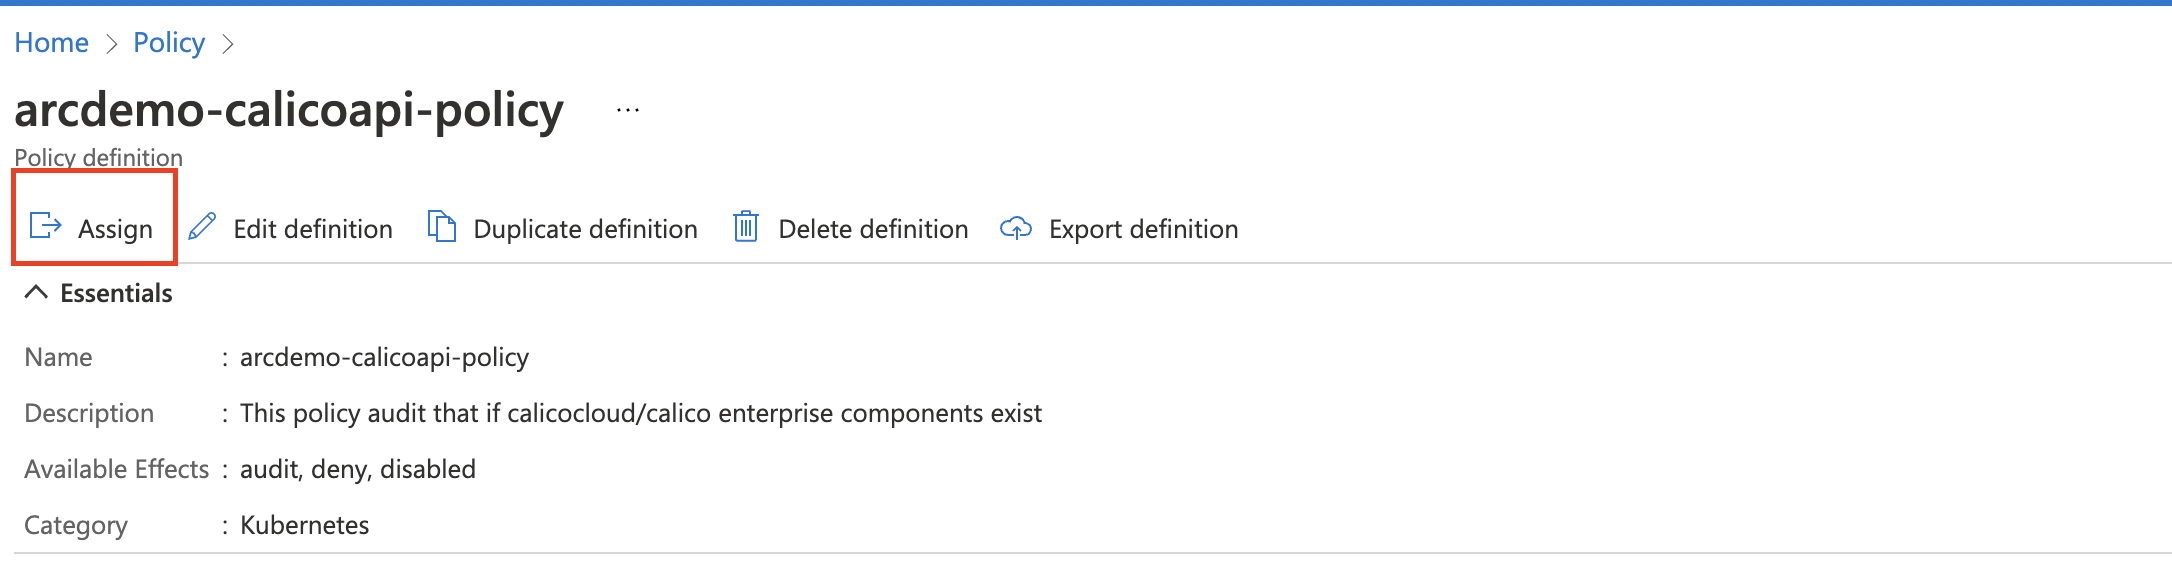 Home > Policy >
arcdemo-calicoapi-policy ...
Policy definition
Assign Edit definition Duplicate definition Delete definition Export definition
Essentials
Name : arcdemo-calicoapi-policy
Description : This policy audit that if calicocloud/calico enterprise components exist
Available Effects : audit, deny, disabled
Category : Kubernetes